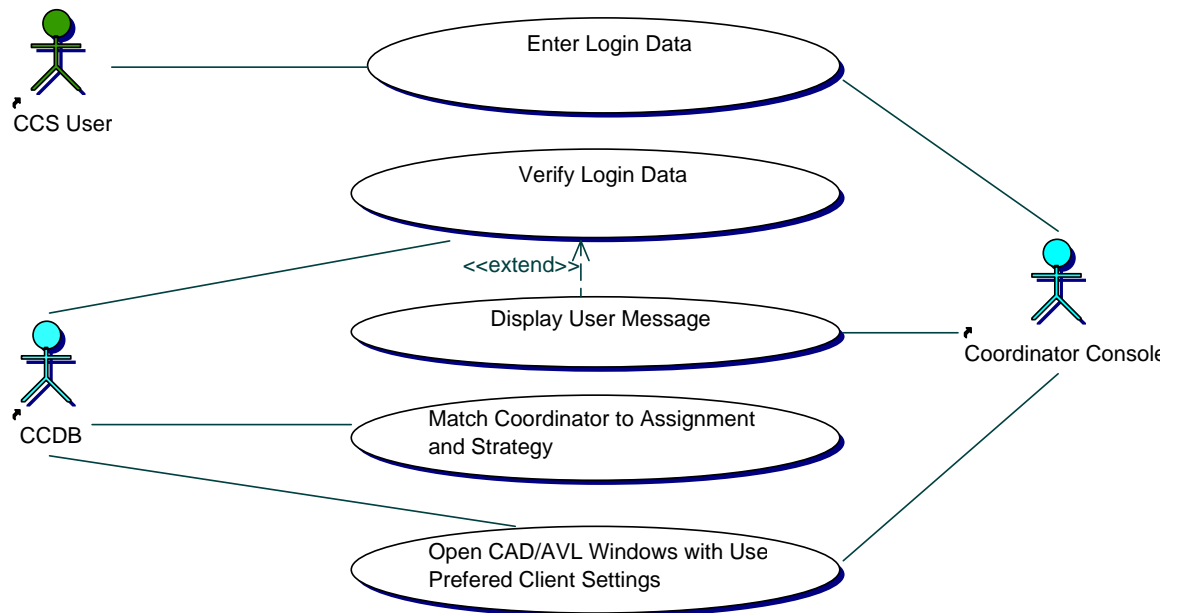 Enter Login Data
CCS User
Verify Login Data
<<extend>>
Display User Message
Coordinator Console
CCDB
Match Coordinator to Assignment
and Strategy
Open CAD/AVL Windows with Use
Prefered Client Settings